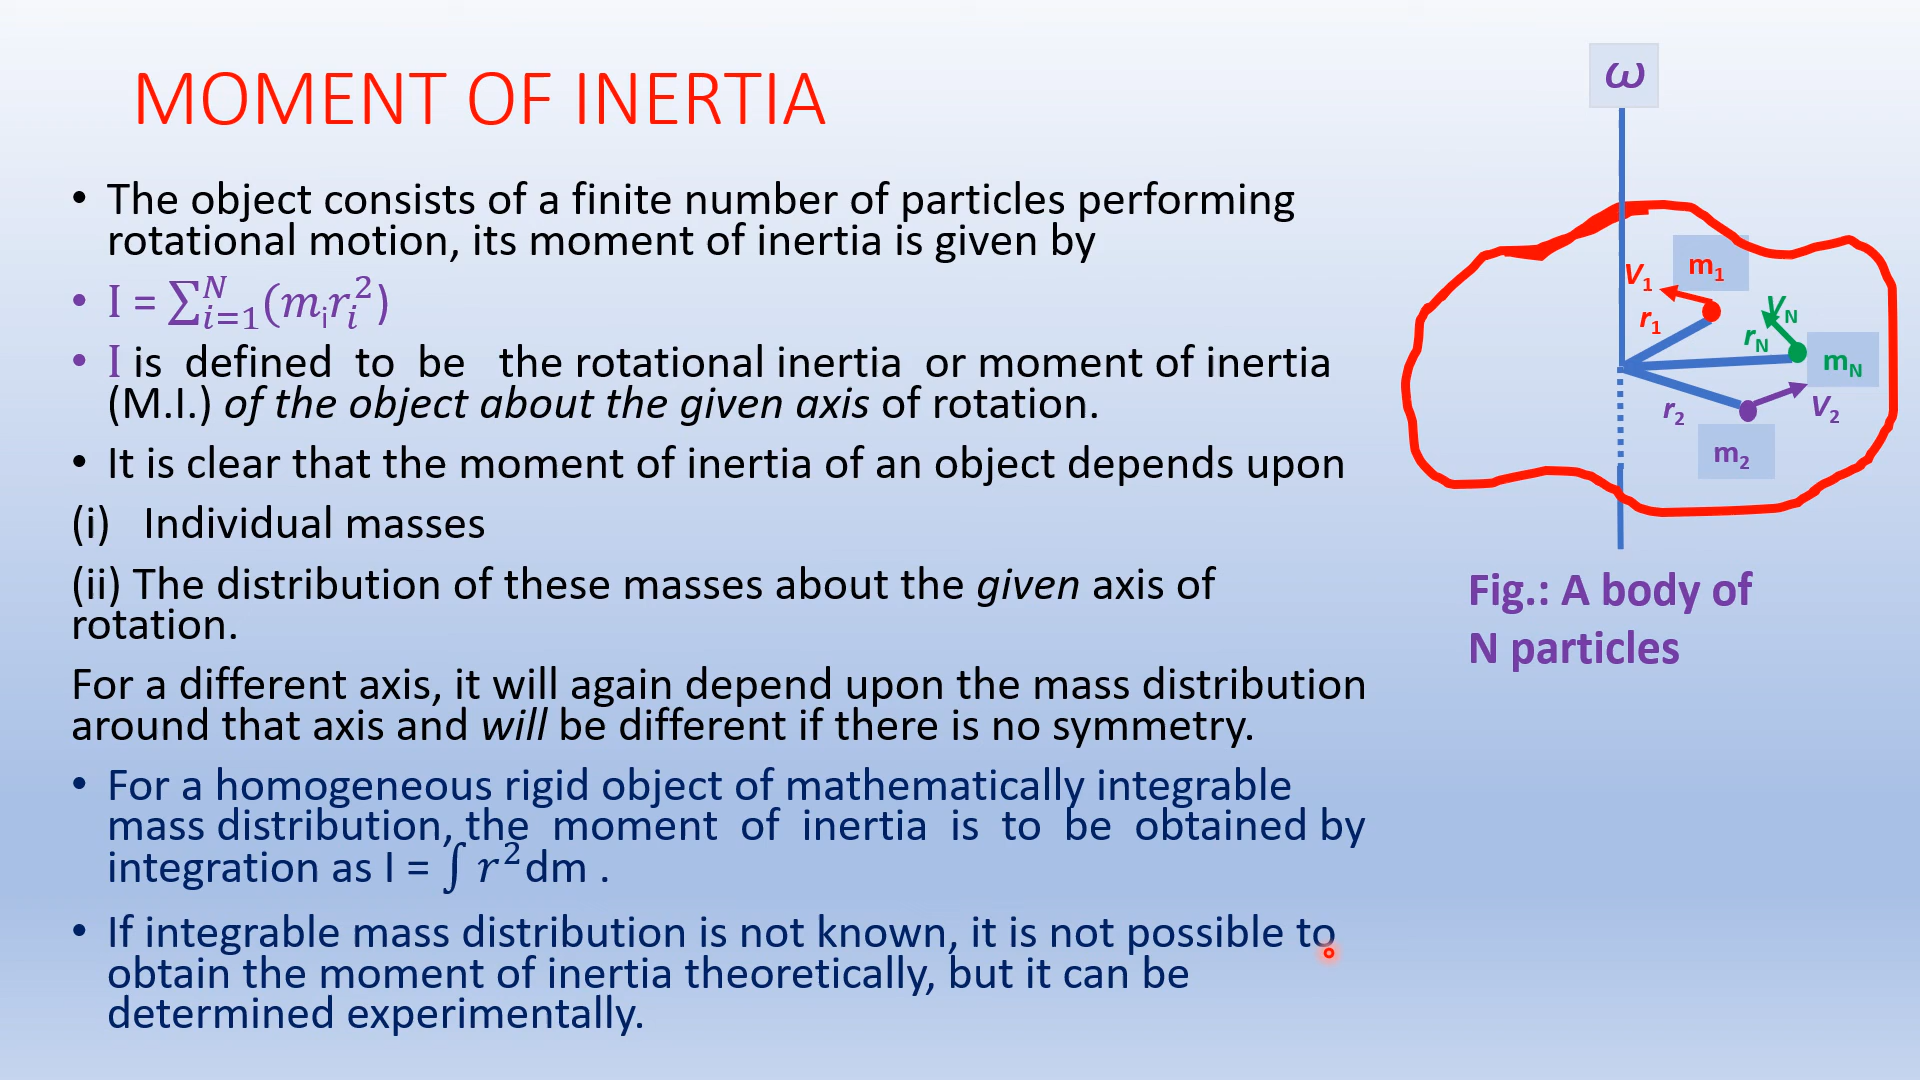 MOMENT OF INERTIA
• The object consists of a finite number of particles performing
rotational motion, its moment of inertia is given by
• I = ∑ᵢ₌₁ᴺ (mᵢrᵢ²)
• I is defined to be the rotational inertia or moment of inertia
(M.I.) of the object about the given axis of rotation.
• It is clear that the moment of inertia of an object depends upon
(i) Individual masses
(ii) The distribution of these masses about the given axis of
rotation.
For a different axis, it will again depend upon the mass distribution
around that axis and will be different if there is no symmetry.
• For a homogeneous rigid object of mathematically integrable
mass distribution, the moment of inertia is to be obtained by
integration as I = ∫ r²dm .
• If integrable mass distribution is not known, it is not possible to
obtain the moment of inertia theoretically, but it can be
determined experimentally.
ω
V₁
m₁
r₁
V_N
r_N
m_N
r₂
V₂
m₂
Fig.: A body of
N particles